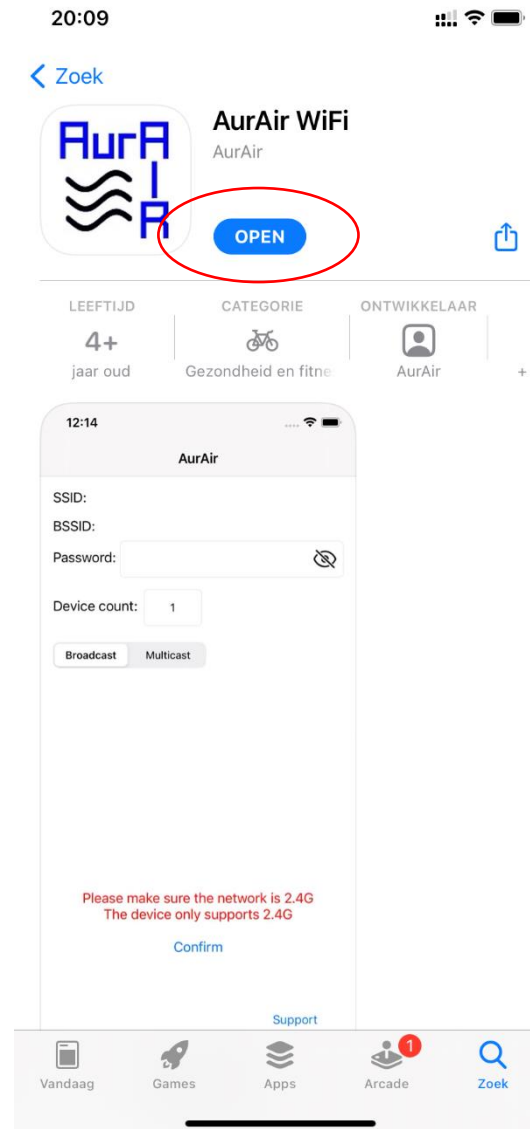 20:09
Zoek
AurA
I
R
AurAir WiFi
AurAir
OPEN
LEEFTIJD
CATEGORIE
ONTWIKKELAAR
4+
jaar oud
Gezondheid en fitne
AurAir
+
12:14
AurAir
SSID:
BSSID:
Password:
Device count:
1
Broadcast
Multicast
Please make sure the network is 2.4G
The device only supports 2.4G
Confirm
Support
1
Vandaag
Games
Apps
Arcade
Zoek